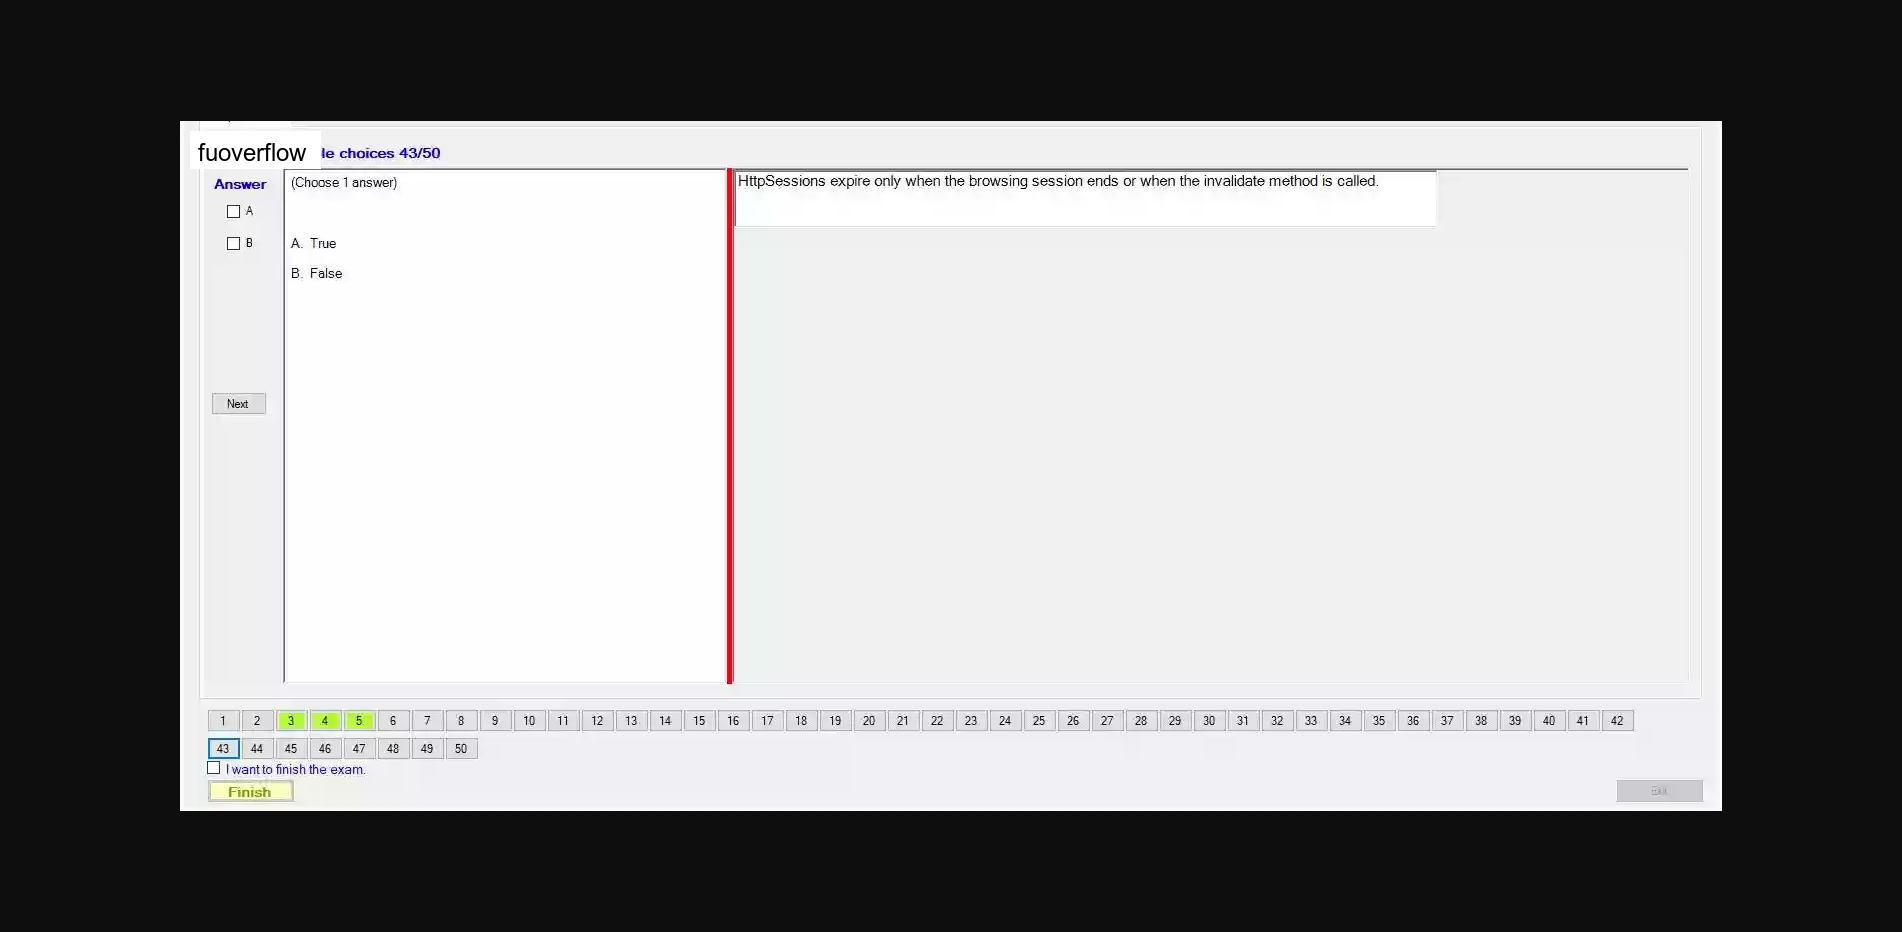 fuoverflow
le choices 43/50
Answer
A
B
Next
(Choose 1 answer)
A. True
B. False
HttpSessions expire only when the browsing session ends or when the invalidate method is called.
1 2 3 4 5 6 7 8 9 10 11 12 13 14 15 16 17 18 19 20 21 22 23 24 25 26 27 28 29 30 31 32 33 34 35 36 37 38 39 40 41 42
43 44 45 46 47 48 49 50
I want to finish the exam.
Finish
Exit